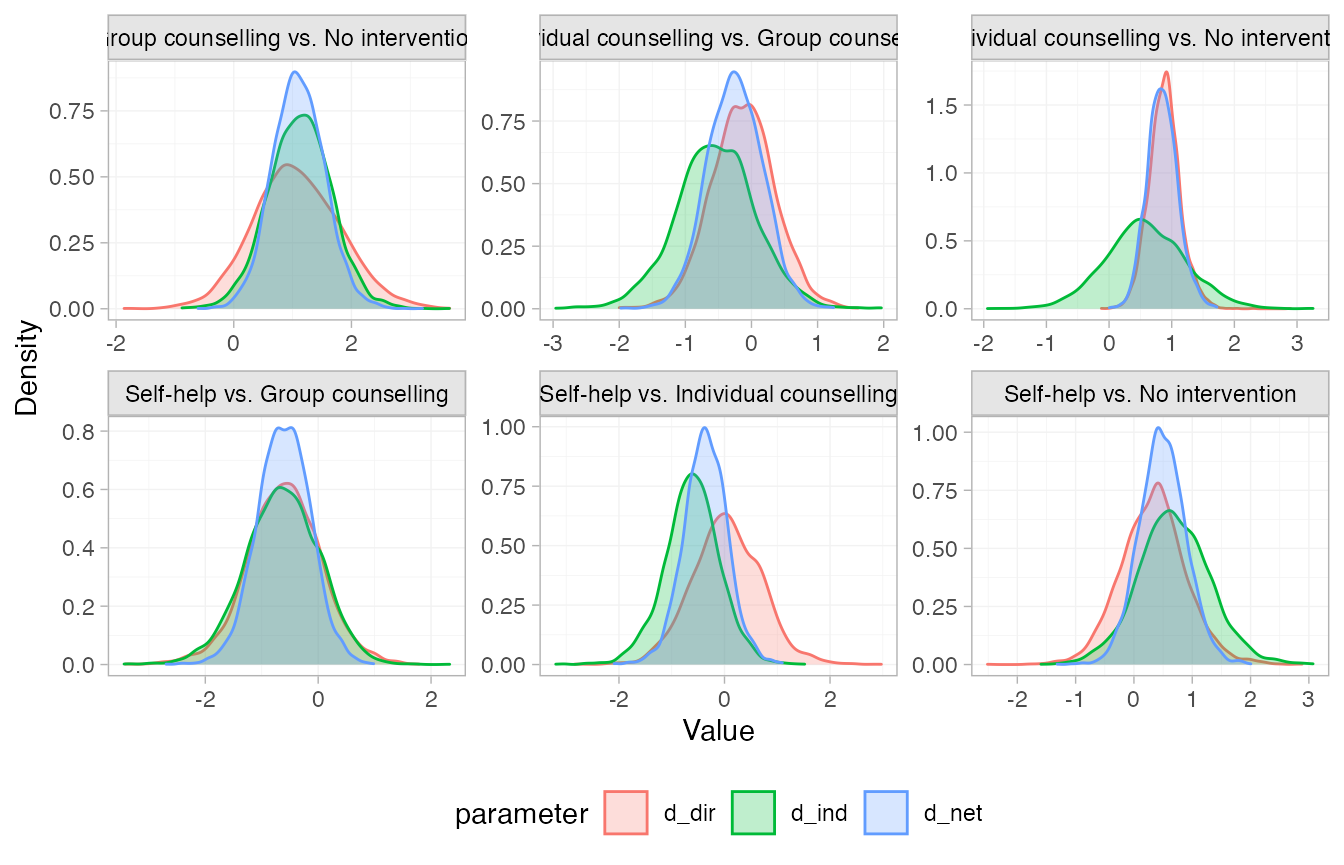 Group counselling vs. No interventio
vidual counselling vs. Group counse
ividual counselling vs. No intervent
0.75
0.50
0.25
0.00
-2 0 2
0.75
0.50
0.25
0.00
-3 -2 -1 0 1 2
1.5
1.0
0.5
0.0
-2 -1 0 1 2 3
Density
Self-help vs. Group counselling
Self-help vs. Individual counselling
Self-help vs. No intervention
0.8
0.6
0.4
0.2
0.0
-2 0 2
1.00
0.75
0.50
0.25
0.00
-2 0 2
1.00
0.75
0.50
0.25
0.00
-2 -1 0 1 2 3
Value
parameter d_dir d_ind d_net